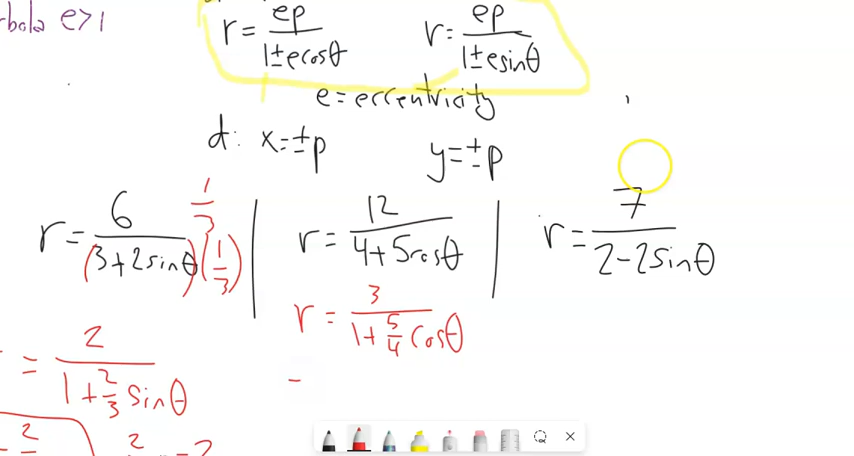 rbola e>1
r = ep / 1±ecosθ
r = ep / 1±esinθ
e = eccentricity
d: x=±p
y=±p
r = 6 / (3+2sinθ) 1/3 (1/3)
r = 12 / 4+5cosθ
r = 7 / 2-2sinθ
= 2 / 1+2/3 sinθ
r = 3 / 1+5/4 cosθ